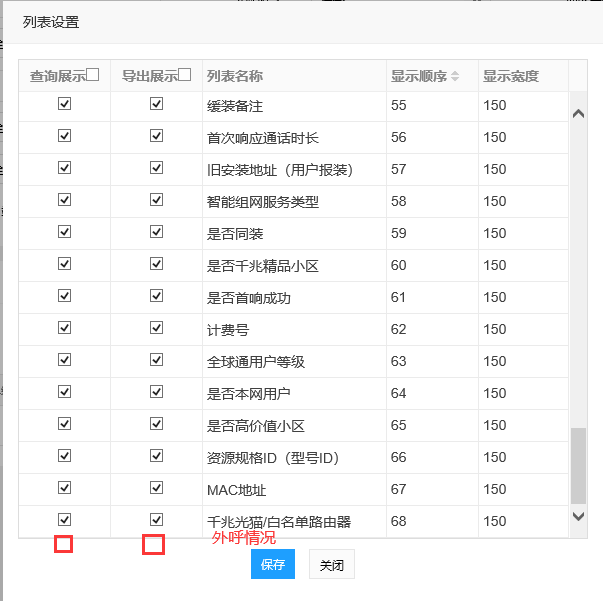 列表设置
查询展示 导出展示 列表名称 显示顺序 显示宽度
缓装备注 55 150
首次响应通话时长 56 150
旧安装地址（用户报装） 57 150
智能组网服务类型 58 150
是否同装 59 150
是否千兆精品小区 60 150
是否首响成功 61 150
计费号 62 150
全球通用户等级 63 150
是否本网用户 64 150
是否高价值小区 65 150
资源规格ID（型号ID） 66 150
MAC地址 67 150
千兆光猫/白名单路由器 68 150
外呼情况
保存 关闭